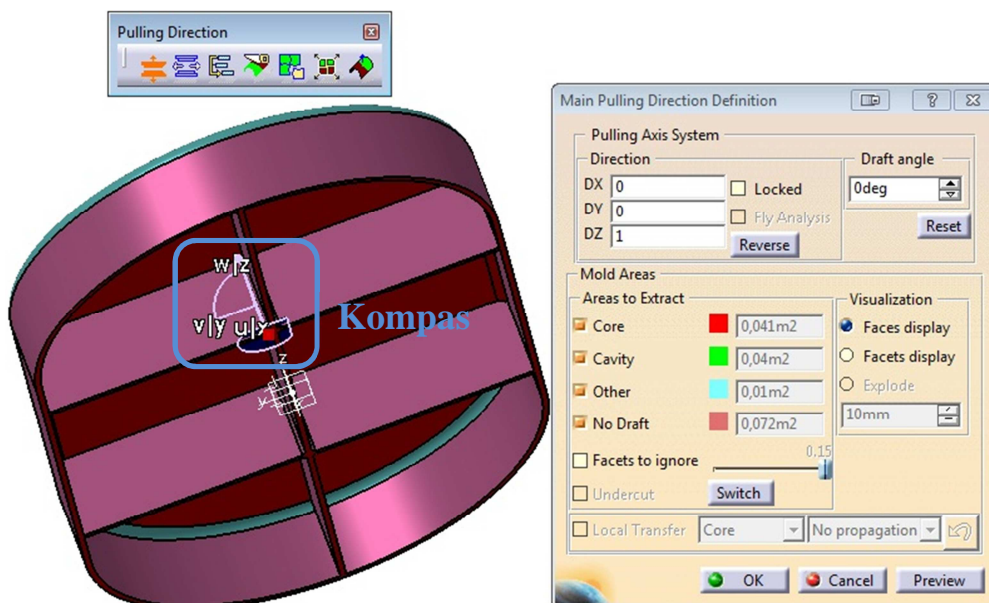 Pulling Direction
w|z
v|y u|x
Kompas
z
y
Main Pulling Direction Definition
Pulling Axis System
Direction
Draft angle
DX 0
Locked
0deg
DY 0
Fly Analysis
DZ 1
Reverse
Reset
Mold Areas
Areas to Extract
Visualization
Core 0,041m2
Faces display
Cavity 0,04m2
Facets display
Other 0,01m2
Explode
No Draft 0,072m2
10mm
Facets to ignore 0.15
Undercut
Switch
Local Transfer Core No propagation
OK Cancel Preview